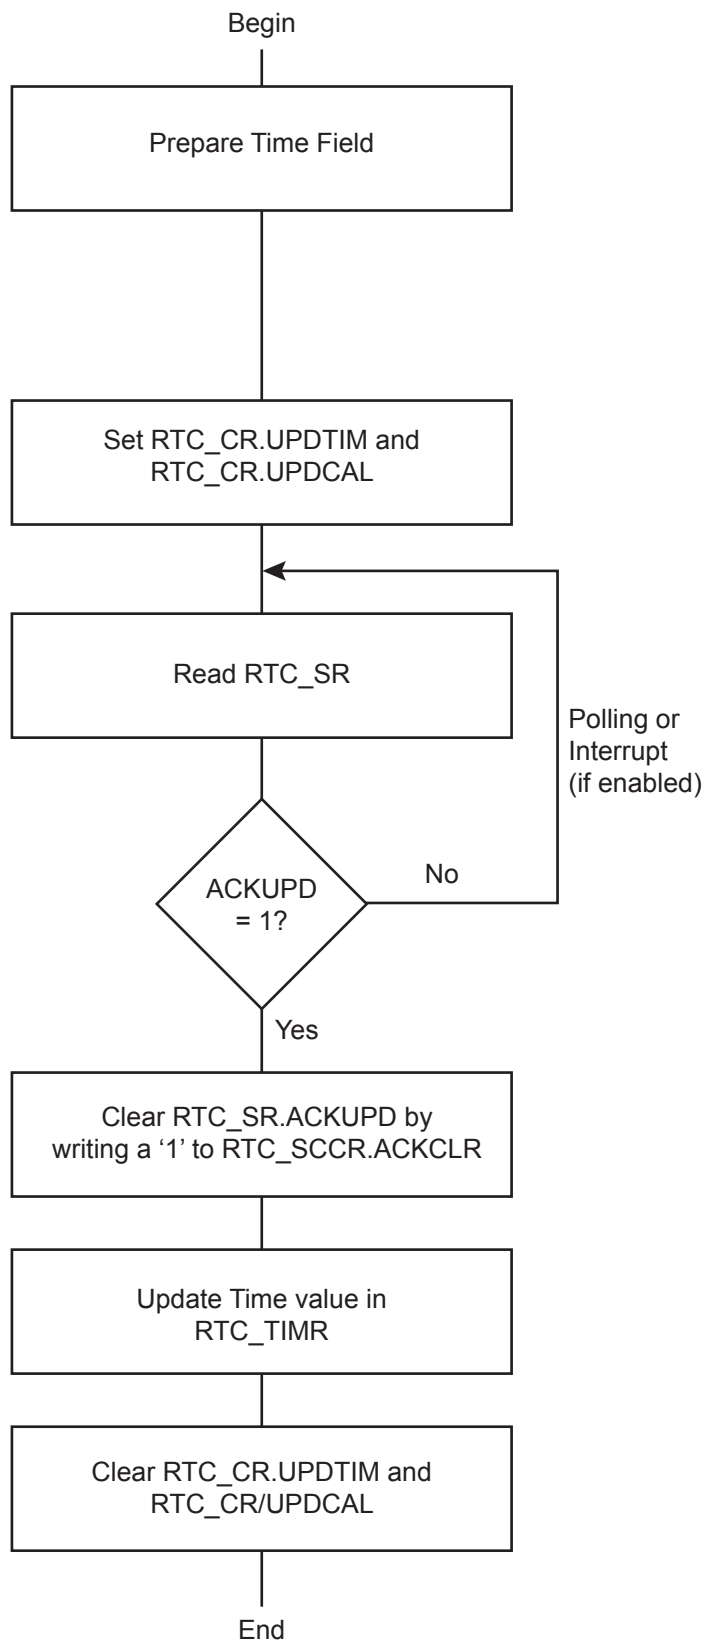 Begin
Prepare Time Field
Set RTC_CR.UPDTIM and
RTC_CR.UPDCAL
Read RTC_SR
Polling or
Interrupt
(if enabled)
ACKUPD
= 1?
No
Yes
Clear RTC_SR.ACKUPD by
writing a ‘1’ to RTC_SCCR.ACKCLR
Update Time value in
RTC_TIMR
Clear RTC_CR.UPDTIM and
RTC_CR/UPDCAL
End